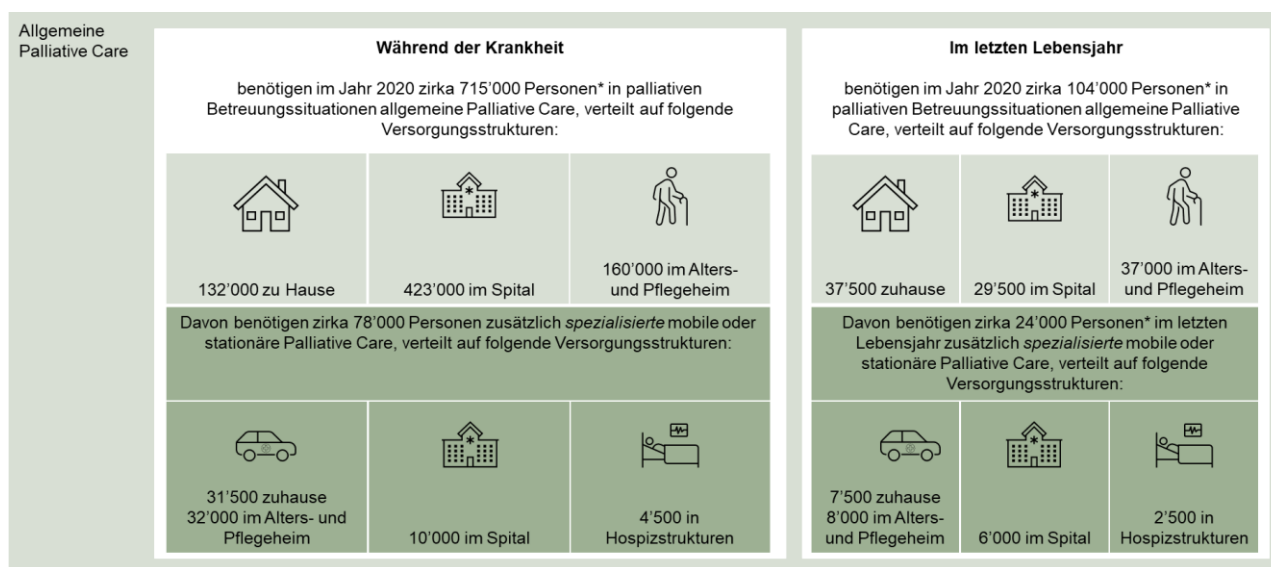 Allgemeine
Palliative Care
Während der Krankheit
benötigen im Jahr 2020 zirka 715’000 Personen* in palliativen
Betreuungssituationen allgemeine Palliative Care, verteilt auf folgende
Versorgungsstrukturen:
132’000 zu Hause
423’000 im Spital
160’000 im Alters-
und Pflegeheim
Davon benötigen zirka 78’000 Personen zusätzlich spezialisierte mobile oder
stationäre Palliative Care, verteilt auf folgende Versorgungsstrukturen:
31’500 zuhause
32’000 im Alters- und
Pflegeheim
10’000 im Spital
4’500 in
Hospizstrukturen
Im letzten Lebensjahr
benötigen im Jahr 2020 zirka 104’000 Personen* in
palliativen Betreuungssituationen allgemeine Palliative
Care, verteilt auf folgende Versorgungsstrukturen:
37’500 zuhause
29’500 im Spital
37’000 im Alters-
und Pflegeheim
Davon benötigen zirka 24’000 Personen* im letzten
Lebensjahr zusätzlich spezialisierte mobile oder
stationäre Palliative Care, verteilt auf folgende
Versorgungsstrukturen:
7’500 zuhause
8’000 im Alters-
und Pflegeheim
6’000 im Spital
2’500 in
Hospizstrukturen